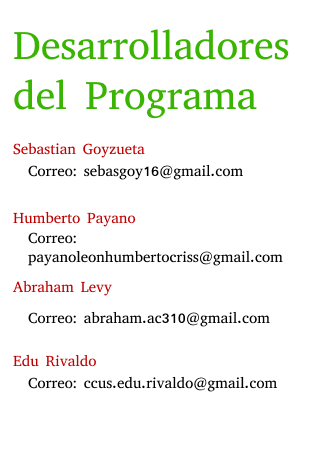 Desarrolladores
del Programa
Sebastian Goyzueta
Correo: sebasgoy16@gmail.com
Humberto Payano
Correo:
payanoleonhumbertocriss@gmail.com
Abraham Levy
Correo: abraham.ac310@gmail.com
Edu Rivaldo
Correo: ccus.edu.rivaldo@gmail.com